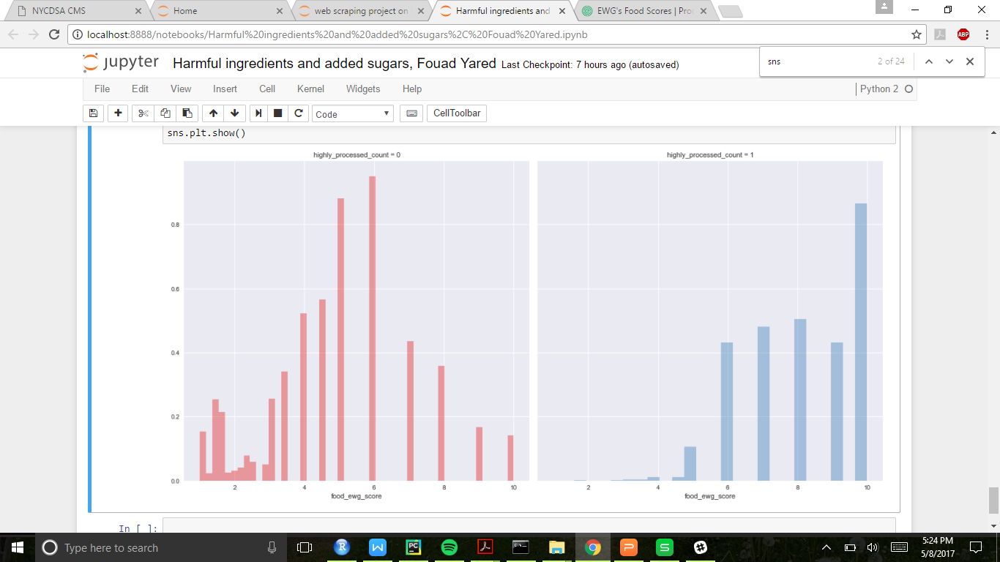 NYCDSA CMS
Home
web scraping project on
Harmful ingredients and
EWG's Food Scores | Pro
localhost:8888/notebooks/Harmful%20ingredients%20and%20added%20sugars%2C%20Fouad%20Yared.ipynb
ABP
jupyter Harmful ingredients and added sugars, Fouad Yared Last Checkpoint: 7 hours ago (autosaved)
sns 2 of 24
File Edit View Insert Cell Kernel Widgets Help Python 2
Code CellToolbar
sns.plt.show()
highly_processed_count = 0 highly_processed_count = 1
0.8
0.6
0.4
0.2
0.0
2 4 6 8 10 2 4 6 8 10
food_ewg_score food_ewg_score
In [ ]:
Type here to search
R W PC P S
5:24 PM
5/8/2017